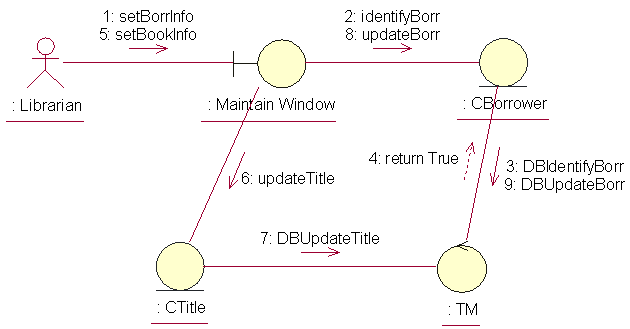 1: setBorrInfo
5: setBookInfo
2: identifyBorr
8: updateBorr
: Librarian
: Maintain Window
: CBorrower
4: return True
3: DBIdentifyBorr
9: DBUpdateBorr
6: updateTitle
7: DBUpdateTitle
: CTitle
: TM